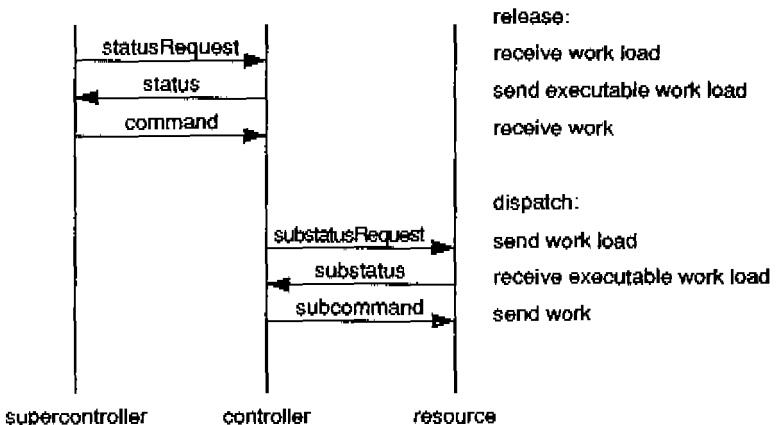 release:
statusRequest receive work load
status send executable work load
command receive work
dispatch:
substatusRequest send work load
substatus receive executable work load
subcommand send work
supercontroller controller resource